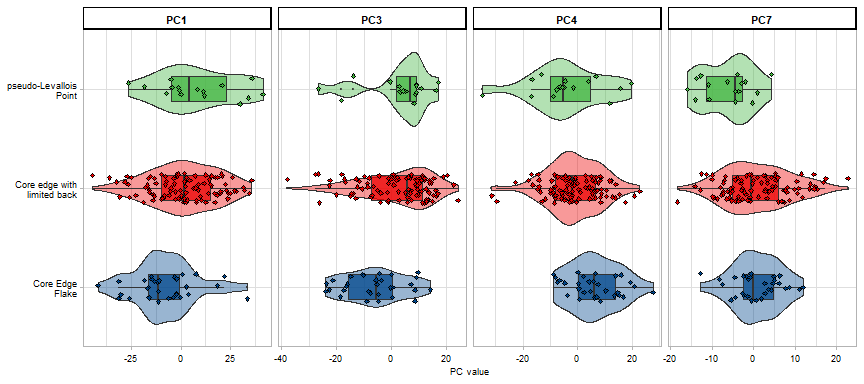 PC1 PC3 PC4 PC7
pseudo-Levallois
Point
Core edge with
limited back
Core Edge
Flake
-25 0 25 -40 -20 0 20 -20 0 20 -20 -10 0 10 20
PC value